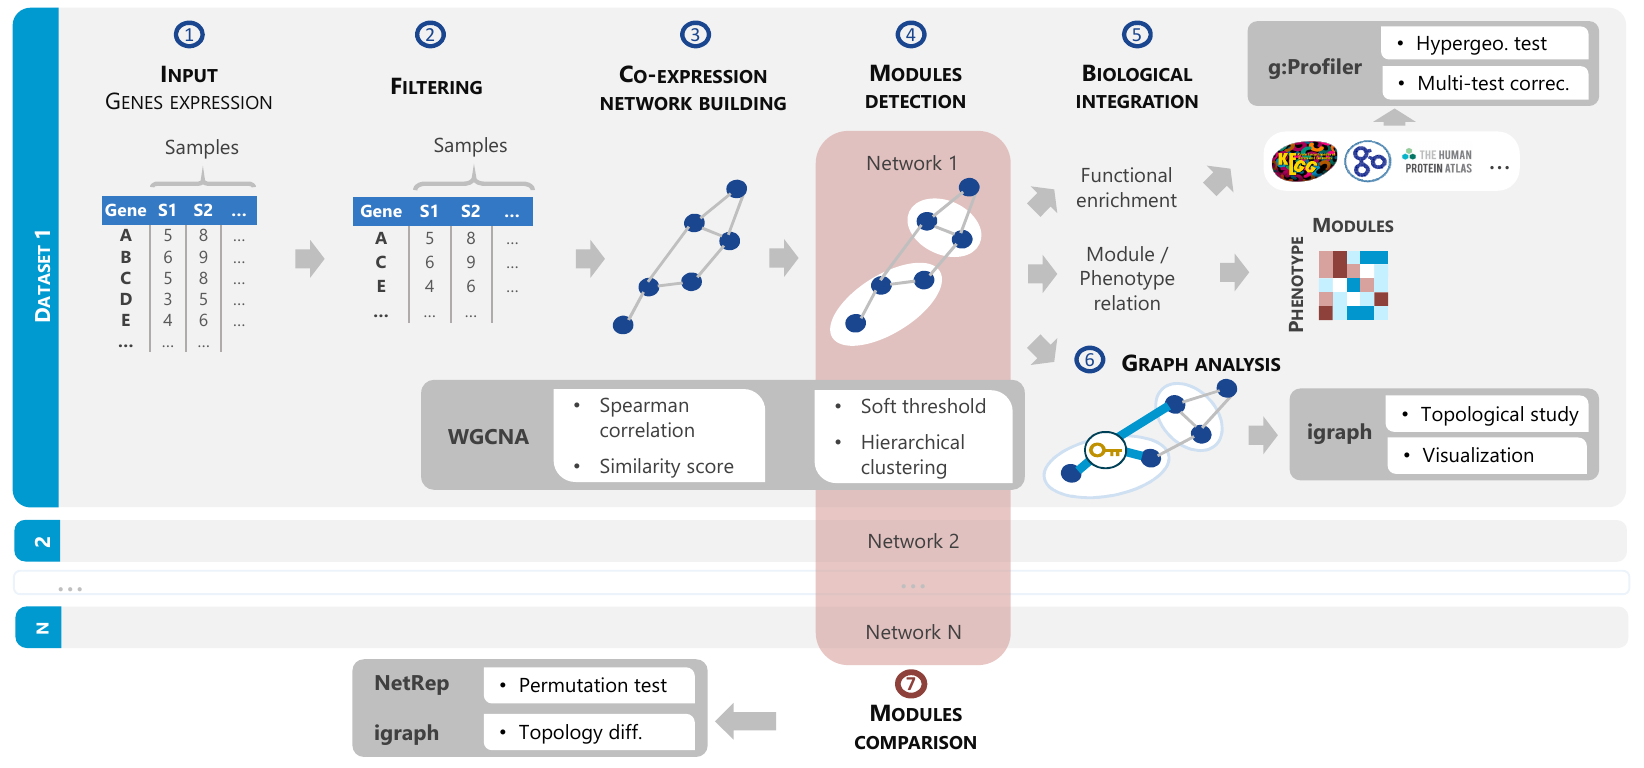 DATASET 1
1
INPUT
GENES EXPRESSION
Samples
Gene S1 S2 ...
A 5 8 ...
B 6 9 ...
C 5 8 ...
D 3 5 ...
E 4 6 ...
... ... ...
2
FILTERING
Samples
Gene S1 S2 ...
A 5 8 ...
C 6 9 ...
E 4 6 ...
... ... ...
3
CO-EXPRESSION
NETWORK BUILDING
4
MODULES
DETECTION
Network 1
WGCNA
• Spearman
correlation
• Similarity score
• Soft threshold
• Hierarchical
clustering
5
BIOLOGICAL
INTEGRATION
Functional
enrichment
Module /
Phenotype
relation
g:Profiler
• Hypergeo. test
• Multi-test correc.
KEGG
go
THE HUMAN
PROTEIN ATLAS
...
MODULES
PHENOTYPE
6
GRAPH ANALYSIS
igraph
• Topological study
• Visualization
2
Network 2
...
...
N
Network N
7
MODULES
COMPARISON
NetRep
• Permutation test
igraph
• Topology diff.